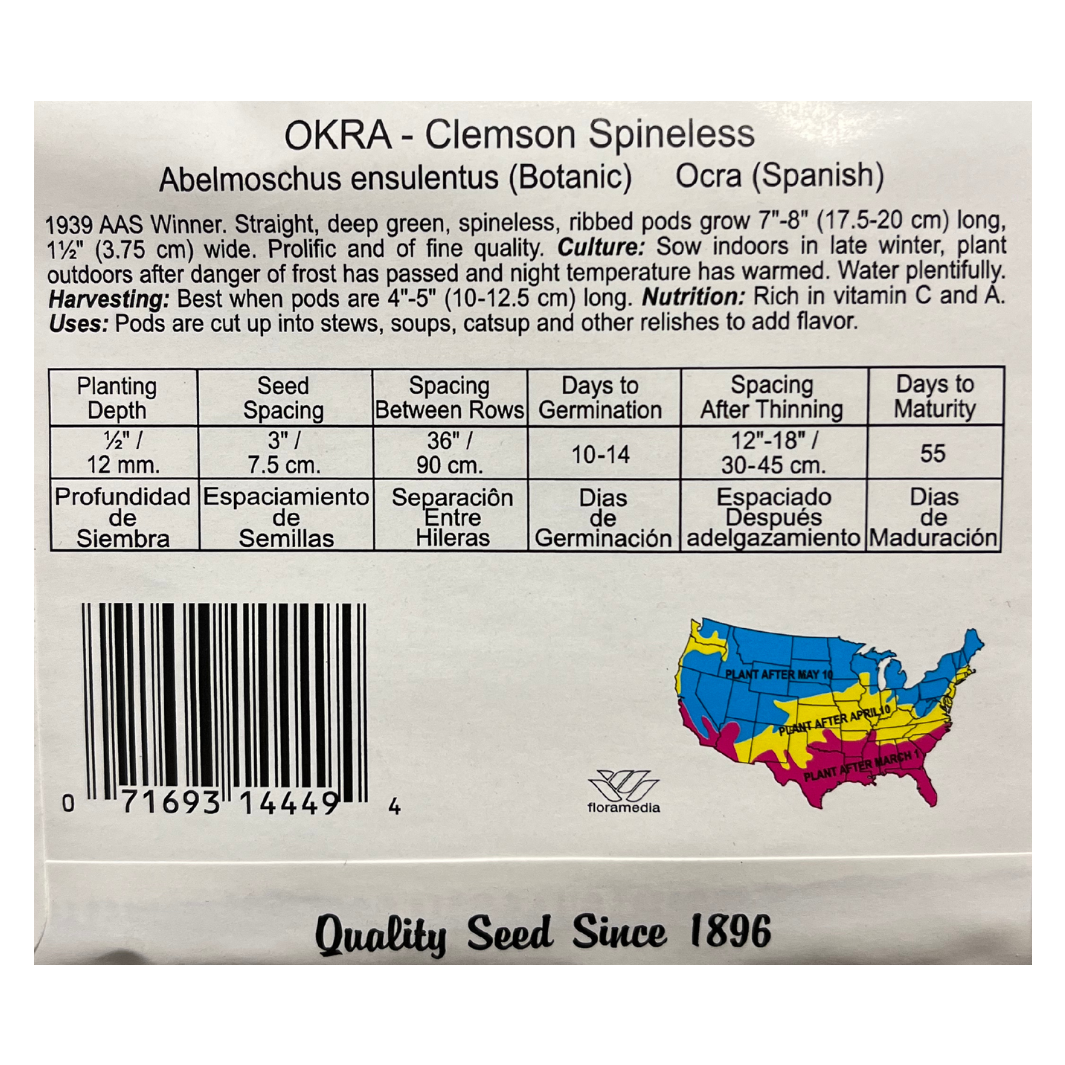 OKRA - Clemson Spineless
Abelmoschus ensulentus (Botanic) Ocra (Spanish)
1939 AAS Winner. Straight, deep green, spineless, ribbed pods grow 7"-8" (17.5-20 cm) long,
1½" (3.75 cm) wide. Prolific and of fine quality. Culture: Sow indoors in late winter, plant
outdoors after danger of frost has passed and night temperature has warmed. Water plentifully.
Harvesting: Best when pods are 4"-5" (10-12.5 cm) long. Nutrition: Rich in vitamin C and A.
Uses: Pods are cut up into stews, soups, catsup and other relishes to add flavor.
Planting
Depth
Seed
Spacing
Spacing
Between Rows
Days to
Germination
Spacing
After Thinning
Days to
Maturity
½" /
12 mm.
3" /
7.5 cm.
36" /
90 cm.
10-14
12"-18" /
30-45 cm.
55
Profundidad
de
Siembra
Espaciamiento
de
Semillas
Separaciôn
Entre
Hileras
Dias
de
Germinación
Espaciado
Después
adelgazamiento
Dias
de
Maduración
PLANT AFTER MAY 10
PLANT AFTER APRIL 10
PLANT AFTER MARCH 1
0 71693 14449 4
floramedia
Quality Seed Since 1896